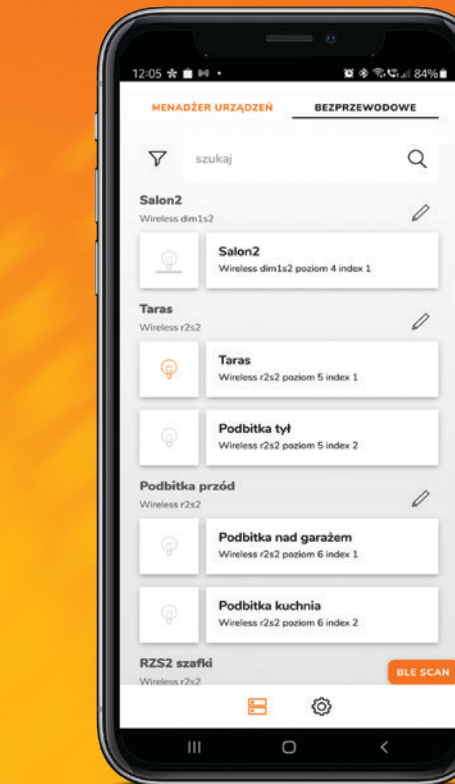 12:05
84%
MENADŻER URZĄDZEŃ BEZPRZEWODOWE
szukaj
Salon2
Wireless dim1s2
Salon2
Wireless dim1s2 poziom 4 index 1
Taras
Wireless r2s2
Taras
Wireless r2s2 poziom 5 index 1
Podbitka tył
Wireless r2s2 poziom 5 index 2
Podbitka przód
Wireless r2s2
Podbitka nad garażem
Wireless r2s2 poziom 6 index 1
Podbitka kuchnia
Wireless r2s2 poziom 6 index 2
RZS2 szafki
Wireless r2s2
BLE SCAN